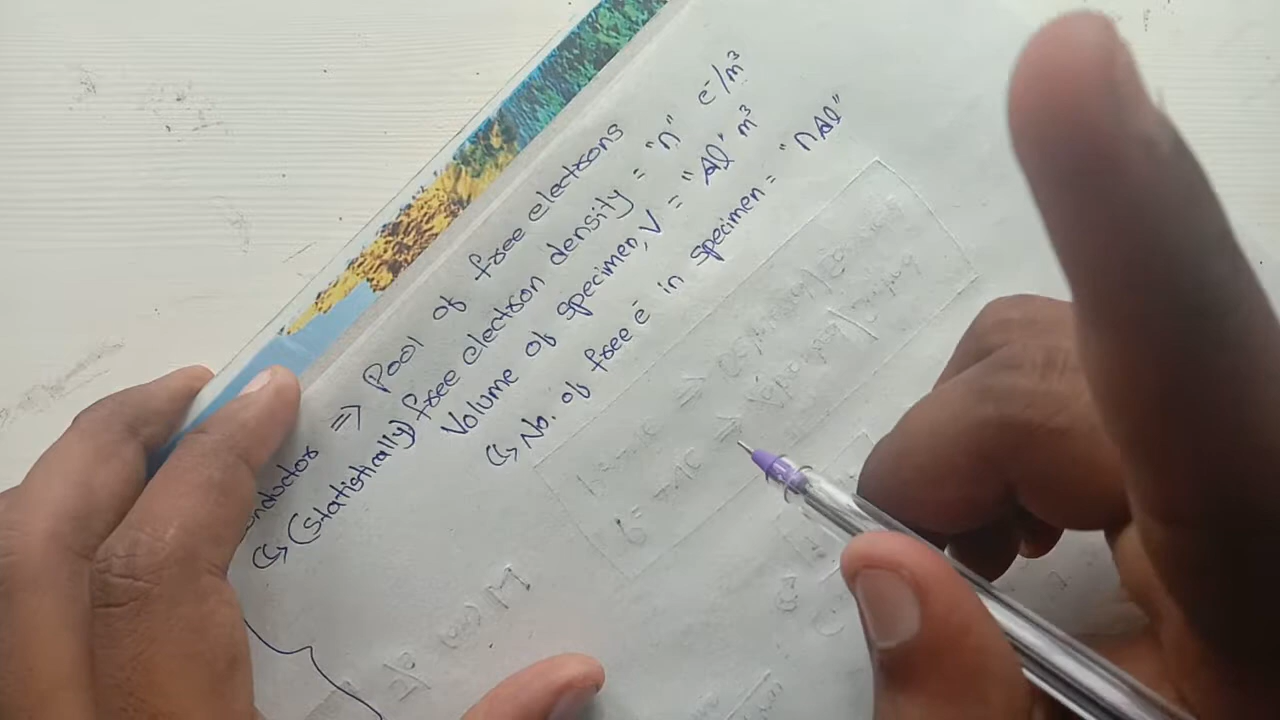 onductor => Pool of free electrons
↳ (Statistically) free electron density = "n" e⁻/m³
Volume of specimen, V = "Al" m³
↳ No. of free e⁻ in specimen = "nAl"